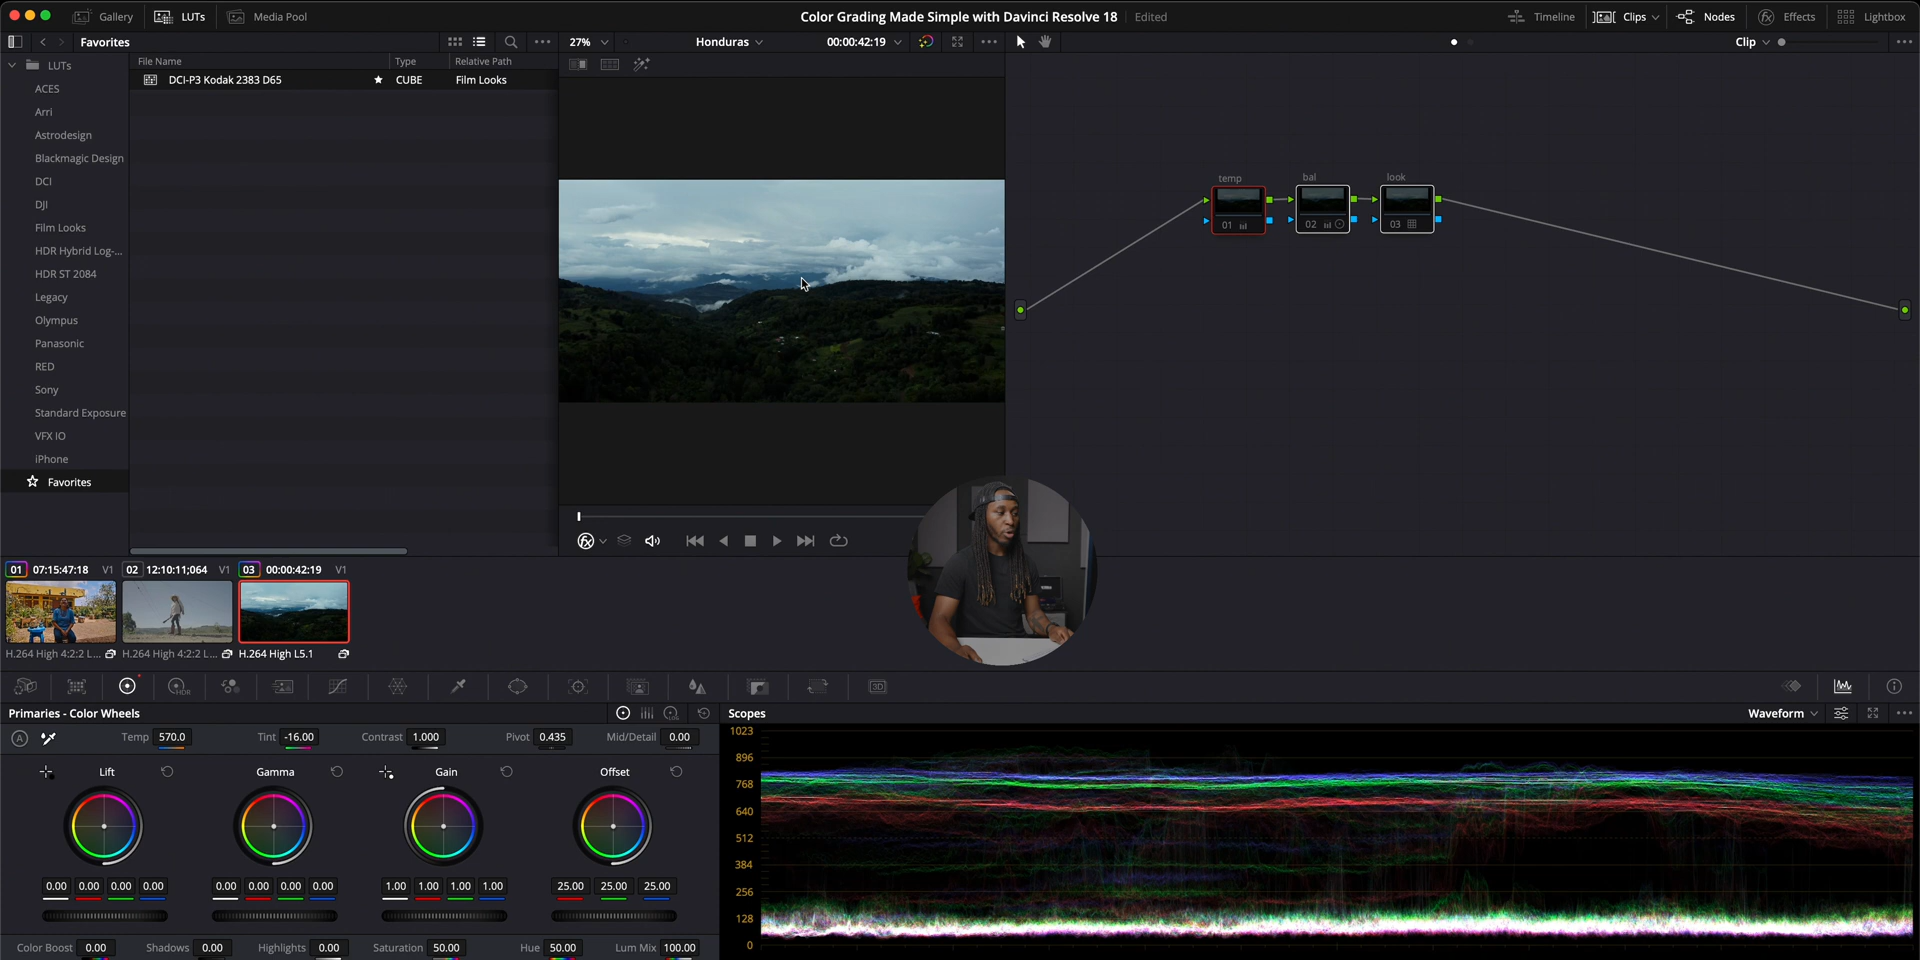 Gallery LUTs Media Pool Color Grading Made Simple with Davinci Resolve 18 Edited Timeline Clips Nodes Effects Lightbox
Favorites 27% Honduras 00:00:42:19 Clip
LUTs
ACES
Arri
Astrodesign
Blackmagic Design
DCI
DJI
Film Looks
HDR Hybrid Log-...
HDR ST 2084
Legacy
Olympus
Panasonic
RED
Sony
Standard Exposure
VFX IO
iPhone
Favorites
File Name Type Relative Path
DCI-P3 Kodak 2383 D65 CUBE Film Looks
temp bal look
01 02 03
01 07:15:47:18 V1 02 12:10:11;064 V1 03 00:00:42:19 V1
H.264 High 4:2:2 L... H.264 High 4:2:2 L... H.264 High L5.1
HDR 3D
Primaries - Color Wheels LOG
A Temp 570.0 Tint -16.00 Contrast 1.000 Pivot 0.435 Mid/Detail 0.00
Lift Gamma Gain Offset
0.00 0.00 0.00 0.00 0.00 0.00 0.00 0.00 1.00 1.00 1.00 1.00 25.00 25.00 25.00
Color Boost 0.00 Shadows 0.00 Highlights 0.00 Saturation 50.00 Hue 50.00 Lum Mix 100.00
Scopes Waveform
1023
896
768
640
512
384
256
128
0